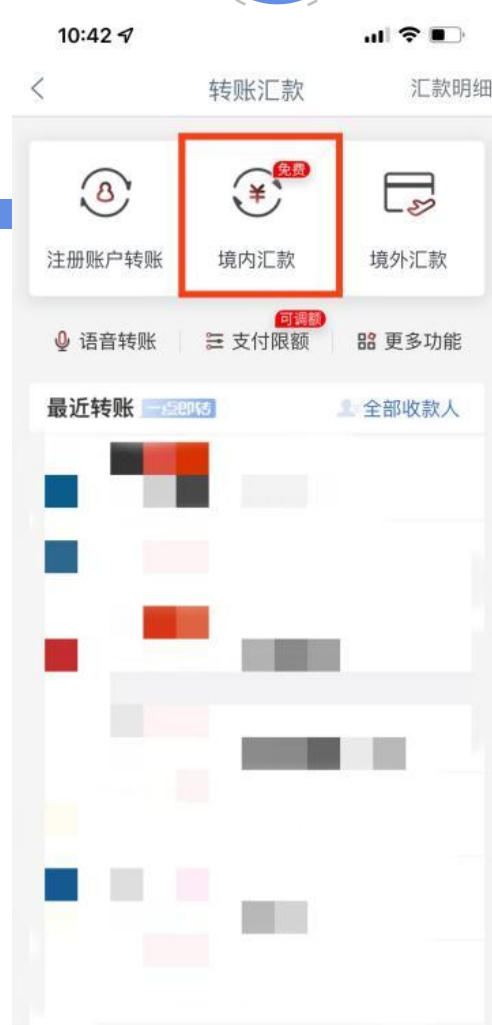 10:42
转账汇款
汇款明细
免费
注册账户转账
境内汇款
境外汇款
可调额
语音转账
支付限额
更多功能
最近转账 一点即转
全部收款人